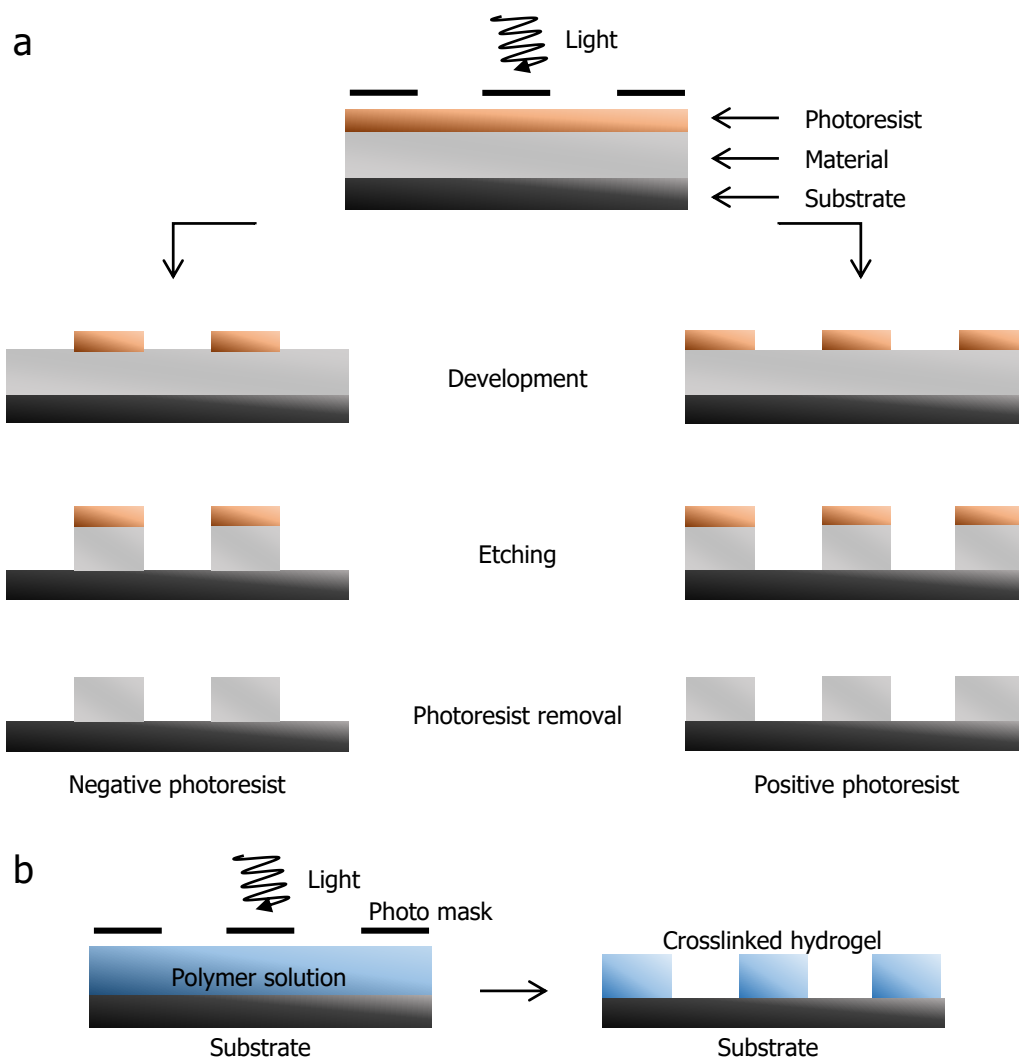 a
Light
Photoresist
Material
Substrate
Development
Etching
Photoresist removal
Negative photoresist
Positive photoresist
b
Light
Photo mask
Polymer solution
Substrate
Crosslinked hydrogel
Substrate